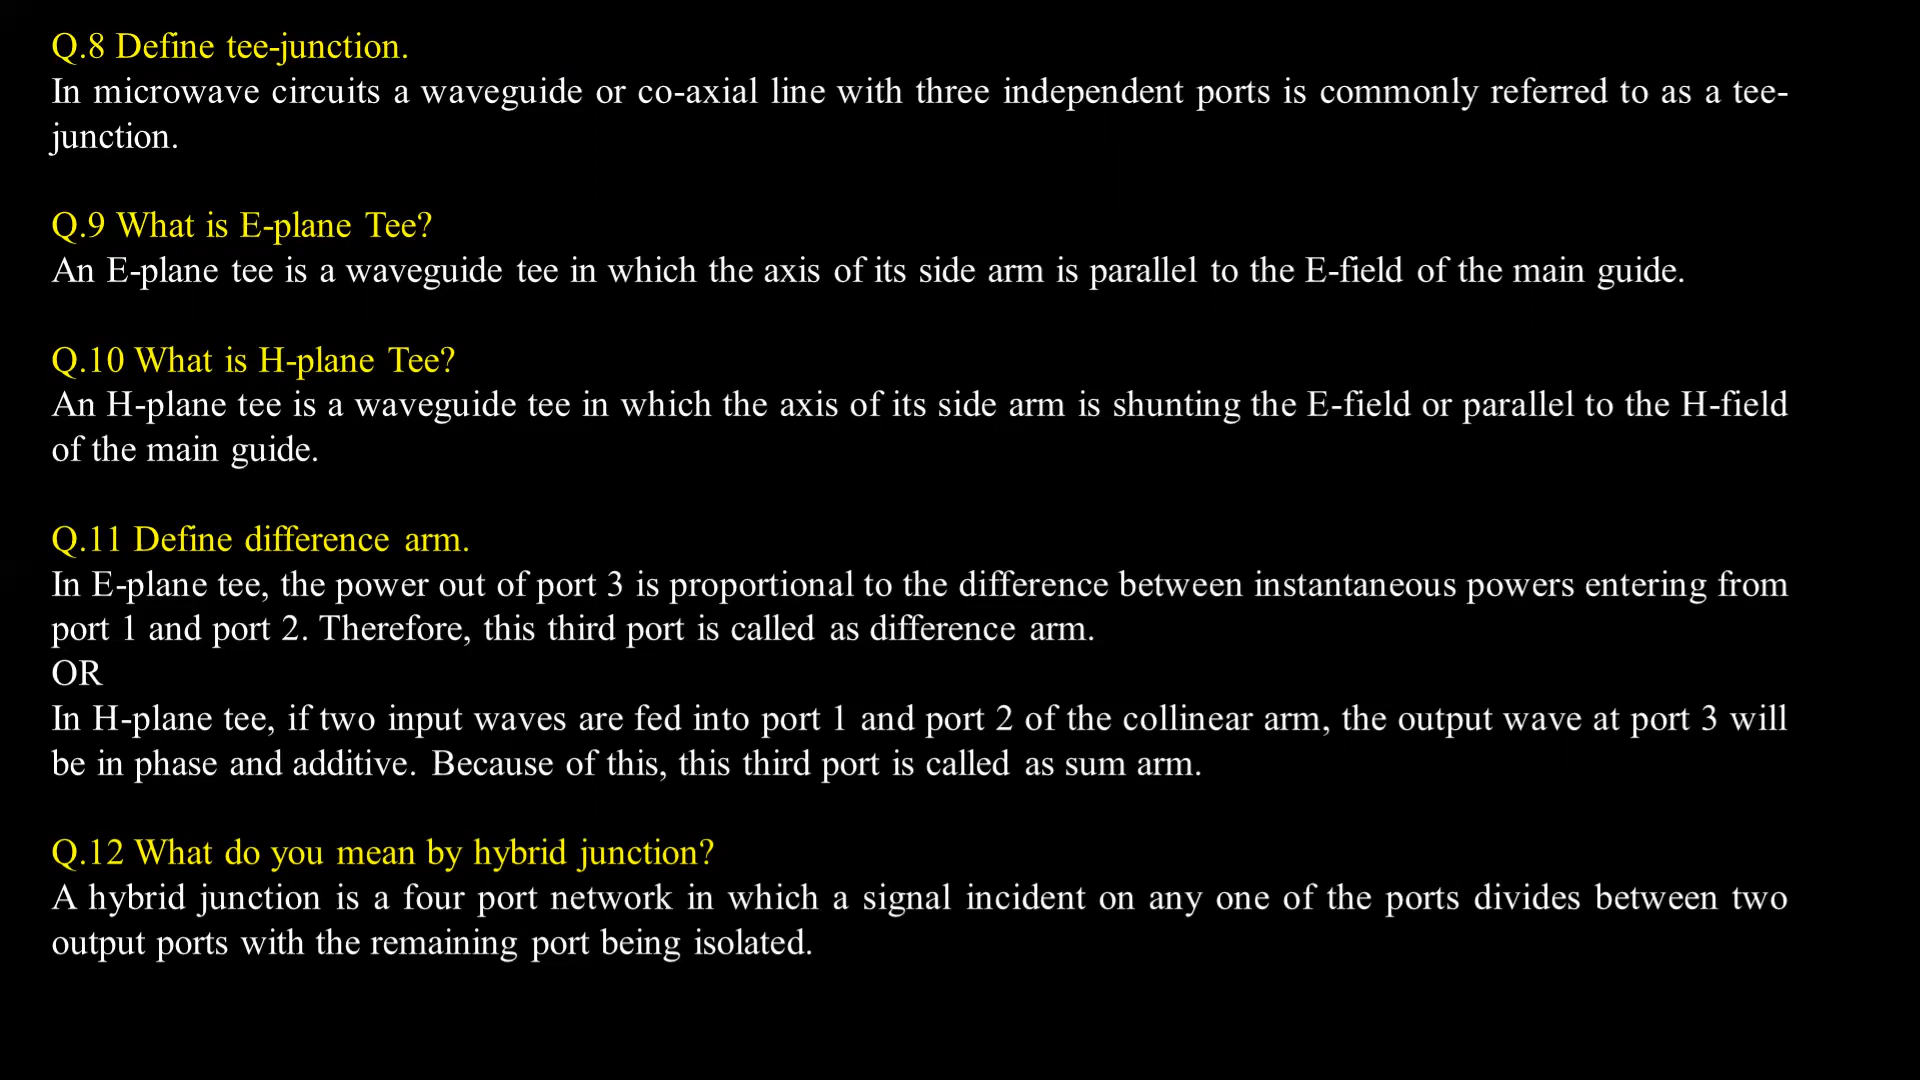 Q.8 Define tee-junction.
In microwave circuits a waveguide or co-axial line with three independent ports is commonly referred to as a tee-
junction.
Q.9 What is E-plane Tee?
An E-plane tee is a waveguide tee in which the axis of its side arm is parallel to the E-field of the main guide.
Q.10 What is H-plane Tee?
An H-plane tee is a waveguide tee in which the axis of its side arm is shunting the E-field or parallel to the H-field
of the main guide.
Q.11 Define difference arm.
In E-plane tee, the power out of port 3 is proportional to the difference between instantaneous powers entering from
port 1 and port 2. Therefore, this third port is called as difference arm.
OR
In H-plane tee, if two input waves are fed into port 1 and port 2 of the collinear arm, the output wave at port 3 will
be in phase and additive. Because of this, this third port is called as sum arm.
Q.12 What do you mean by hybrid junction?
A hybrid junction is a four port network in which a signal incident on any one of the ports divides between two
output ports with the remaining port being isolated.